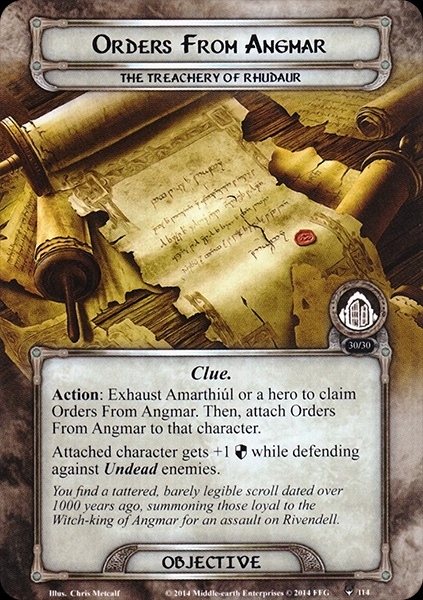 Orders From Angmar
The Treachery of Rhudaur
30/30
Clue.
Action: Exhaust Amarthiúl or a hero to claim
Orders From Angmar. Then, attach Orders
From Angmar to that character.
Attached character gets +1 while defending
against Undead enemies.
You find a tattered, barely legible scroll dated over
1000 years ago, summoning those loyal to the
Witch-king of Angmar for an assault on Rivendell.
Objective
Illus. Chris Metcalf
© 2014 Middle-earth Enterprises © 2014 FFG
114